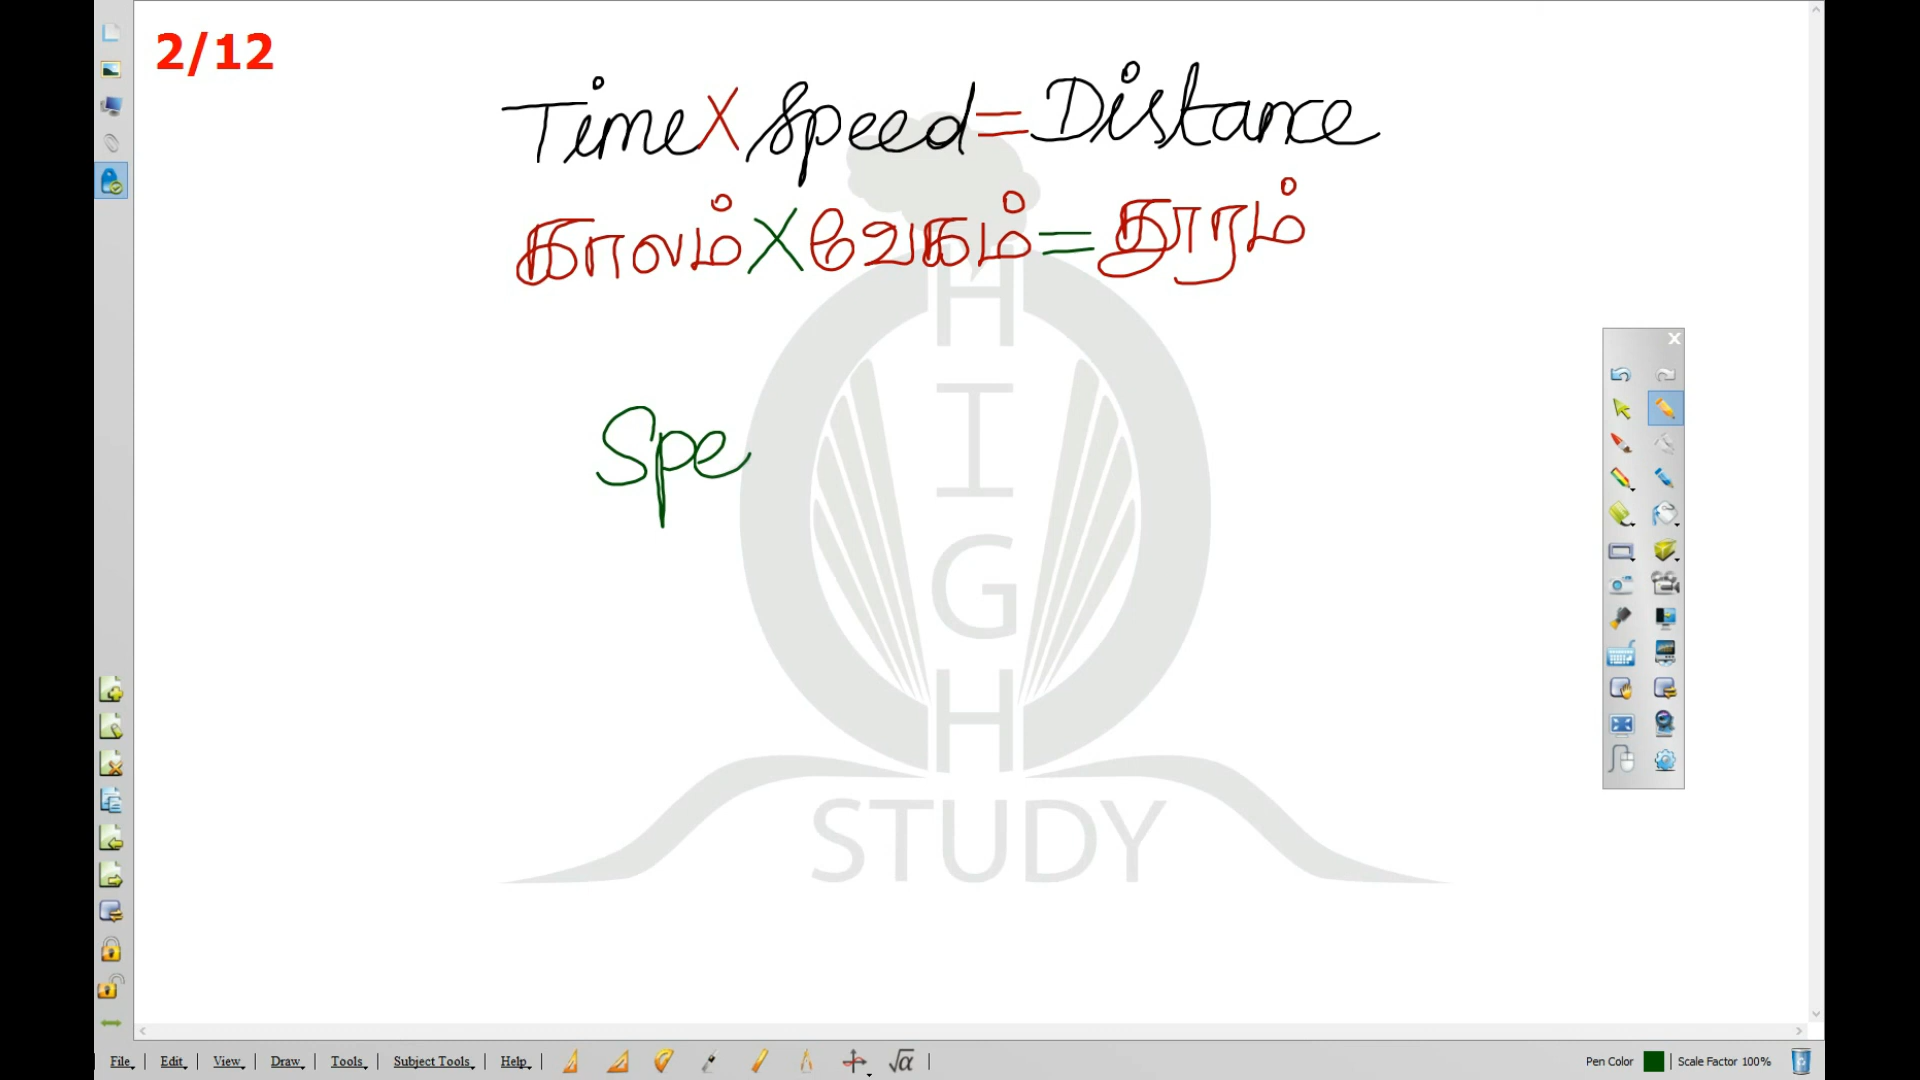 2/12
Time X Speed = Distance
காலம் X வேகம் = தூரம்
Spe
HIGH
STUDY
File Edit View Draw Tools Subject Tools Help √α Pen Color Scale Factor 100%